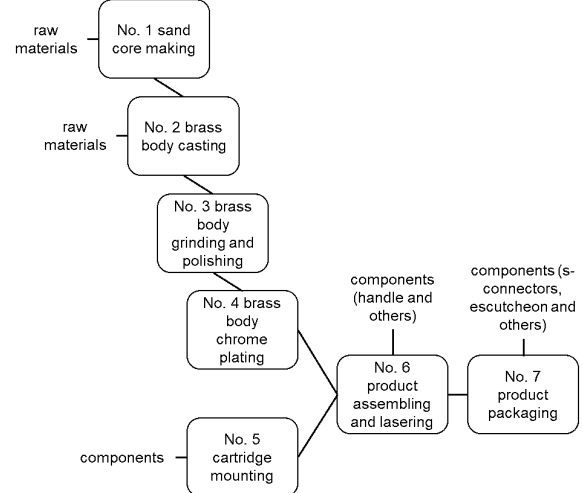 raw
materials
No. 1 sand
core making
raw
materials
No. 2 brass
body casting
No. 3 brass
body
grinding and
polishing
No. 4 brass
body
chrome
plating
components
(handle and
others)
components (s-
connectors,
escutcheon and
others)
No. 6
product
assembling
and lasering
No. 7
product
packaging
components
No. 5
cartridge
mounting